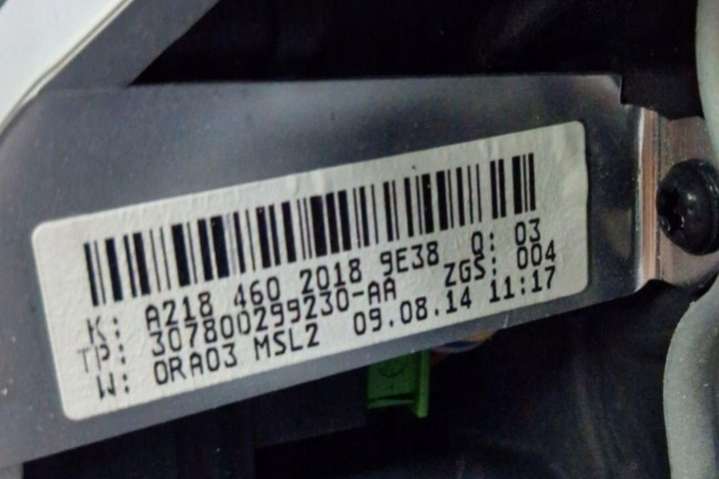 K: A218 460 2018 9E38 Q: 03
TP: 307800299230-AA ZGS: 004
W: 0RA03 MSL2 09.08.14 11:17